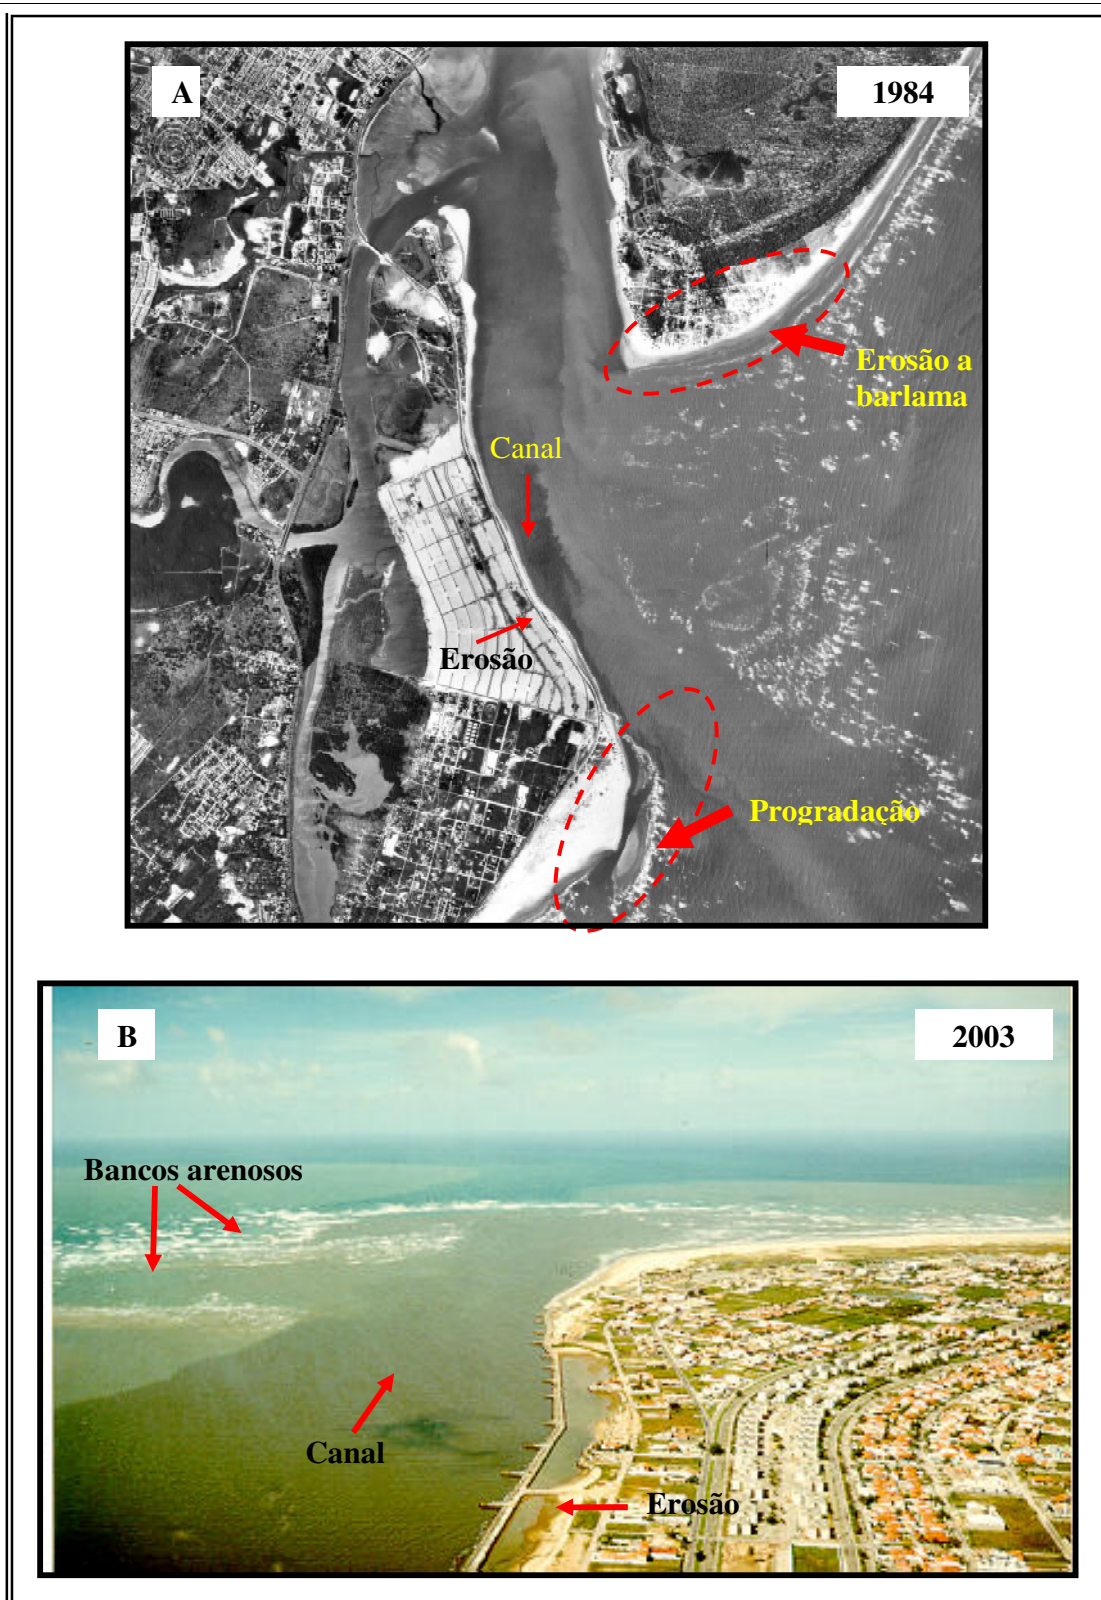 A
1984
Erosão a
barlama
Canal
Erosão
Progradação
B
2003
Bancos arenosos
Canal
Erosão